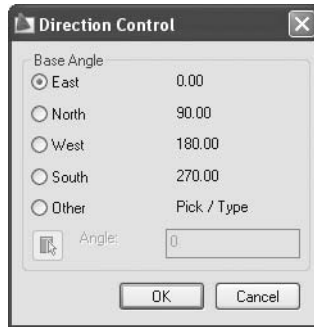 Direction Control
Base Angle
East 0.00
North 90.00
West 180.00
South 270.00
Other Pick / Type
Angle: 0
OK Cancel